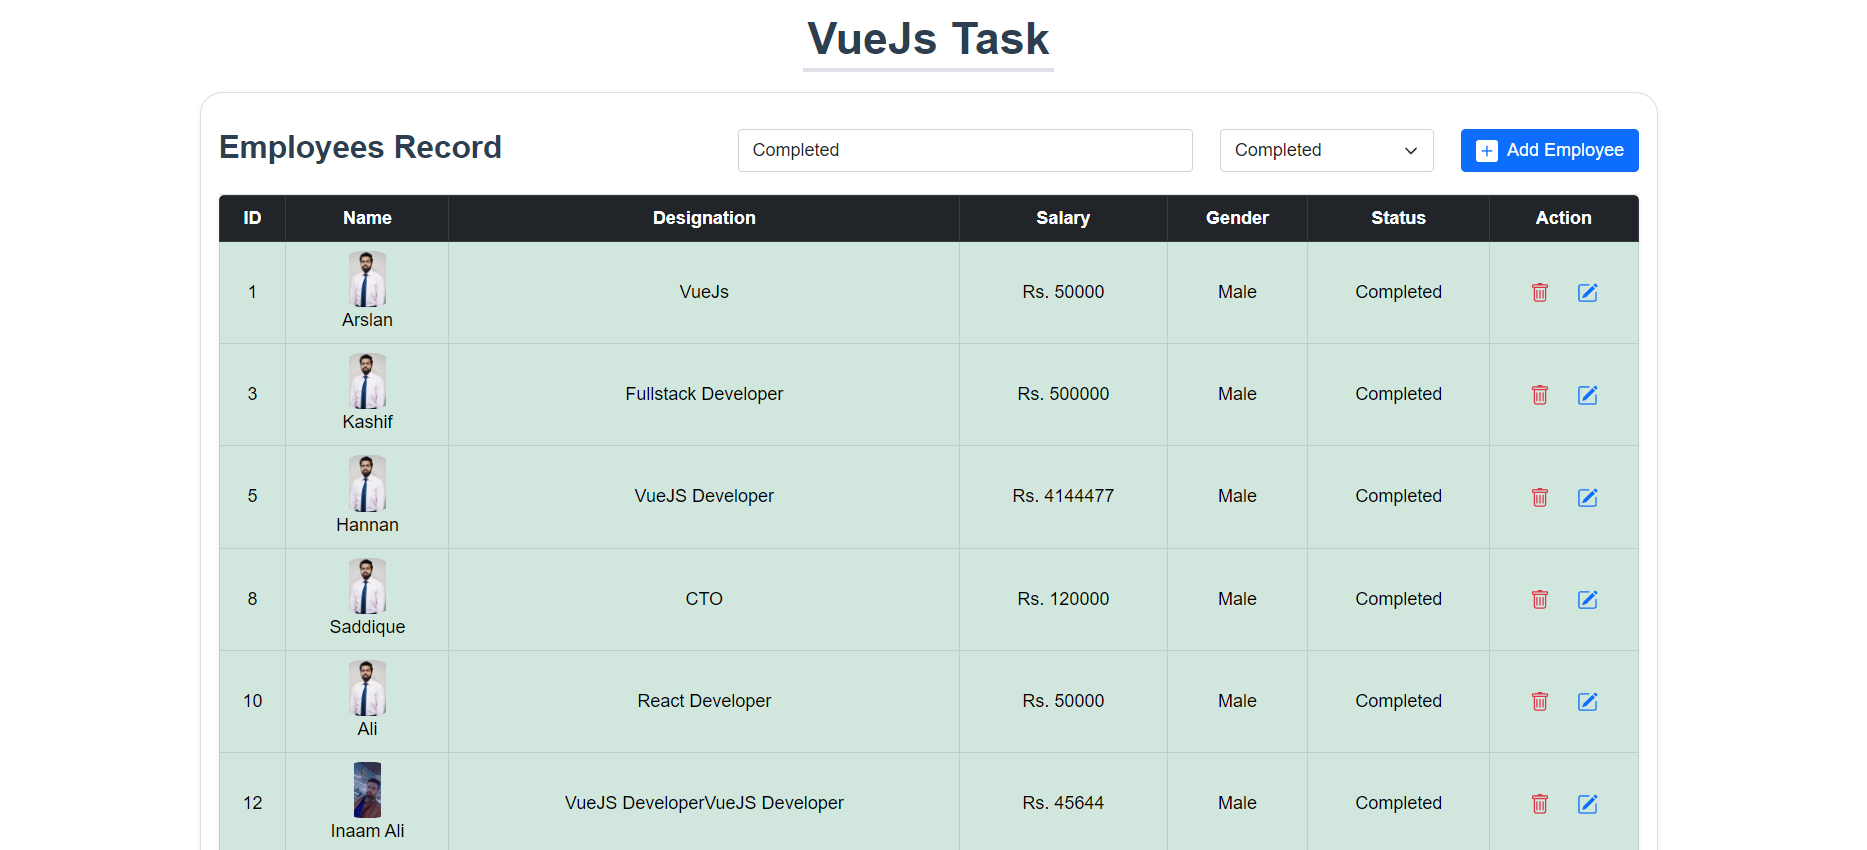 VueJs Task
Employees Record
Completed
Completed
Add Employee
ID Name Designation Salary Gender Status Action
1 Arslan VueJs Rs. 50000 Male Completed
3 Kashif Fullstack Developer Rs. 500000 Male Completed
5 Hannan VueJS Developer Rs. 4144477 Male Completed
8 Saddique CTO Rs. 120000 Male Completed
10 Ali React Developer Rs. 50000 Male Completed
12 Inaam Ali VueJS DeveloperVueJS Developer Rs. 45644 Male Completed